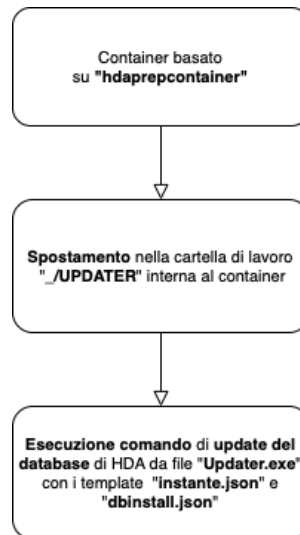 Container basato
su "hdaprepcontainer"
Spostamento nella cartella di lavoro
"_/UPDATER" interna al container
Esecuzione comando di update del
database di HDA da file "Updater.exe"
con i template "instante.json" e
"dbinstall.json"